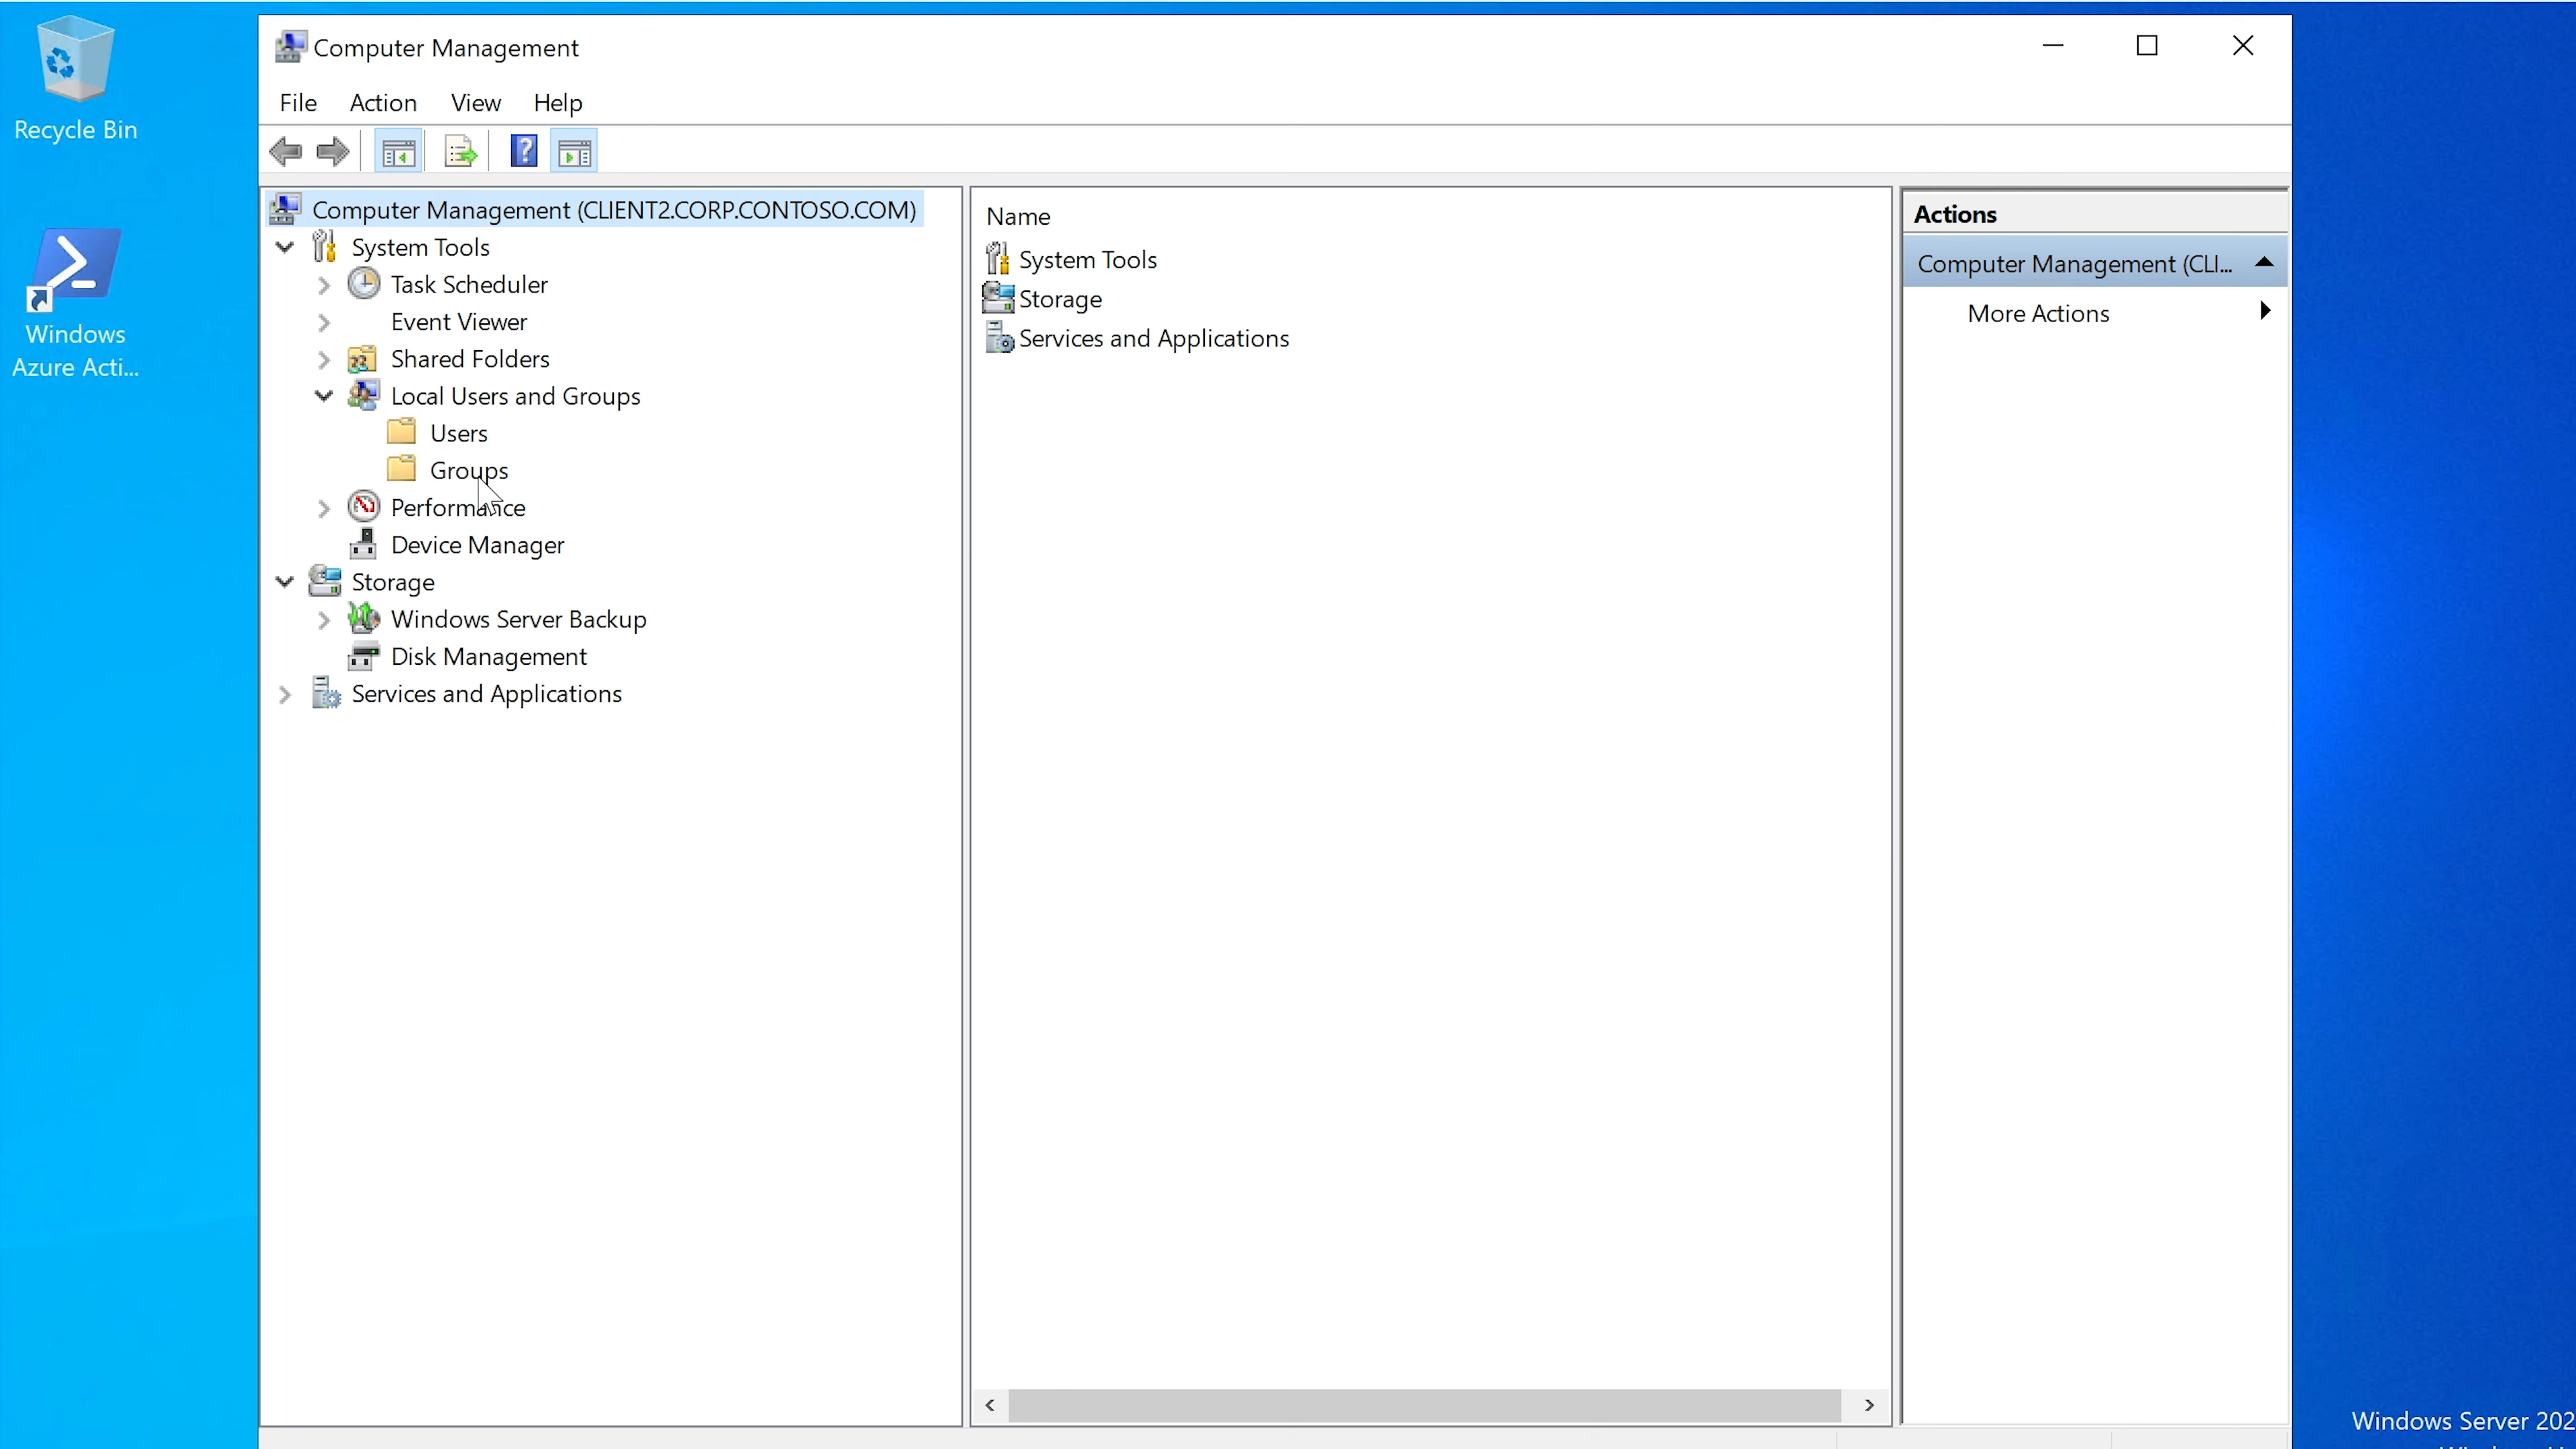 Recycle Bin
Windows
Azure Acti...
Computer Management
File Action View Help
Computer Management (CLIENT2.CORP.CONTOSO.COM)
System Tools
Task Scheduler
Event Viewer
Shared Folders
Local Users and Groups
Users
Groups
Performance
Device Manager
Storage
Windows Server Backup
Disk Management
Services and Applications
Name
System Tools
Storage
Services and Applications
Actions
Computer Management (CLI...
More Actions
Windows Server 202